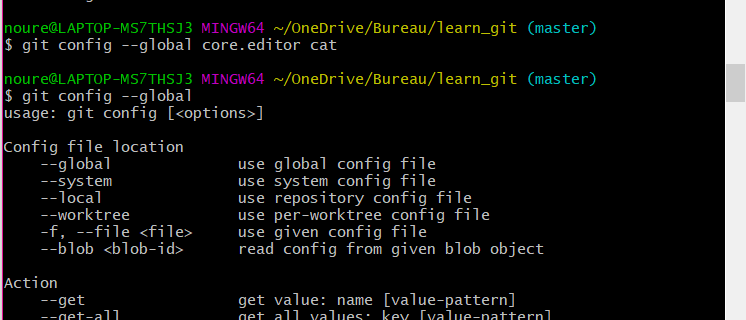 noure@LAPTOP-MS7THSJ3 MINGW64 ~/OneDrive/Bureau/learn_git (master)
$ git config --global core.editor cat
noure@LAPTOP-MS7THSJ3 MINGW64 ~/OneDrive/Bureau/learn_git (master)
$ git config --global
usage: git config [<options>]
Config file location
    --global              use global config file
    --system              use system config file
    --local               use repository config file
    --worktree            use per-worktree config file
    -f, --file <file>     use given config file
    --blob <blob-id>      read config from given blob object
Action
    --get                 get value: name [value-pattern]
    --get-all             get all values: key [value-pattern]